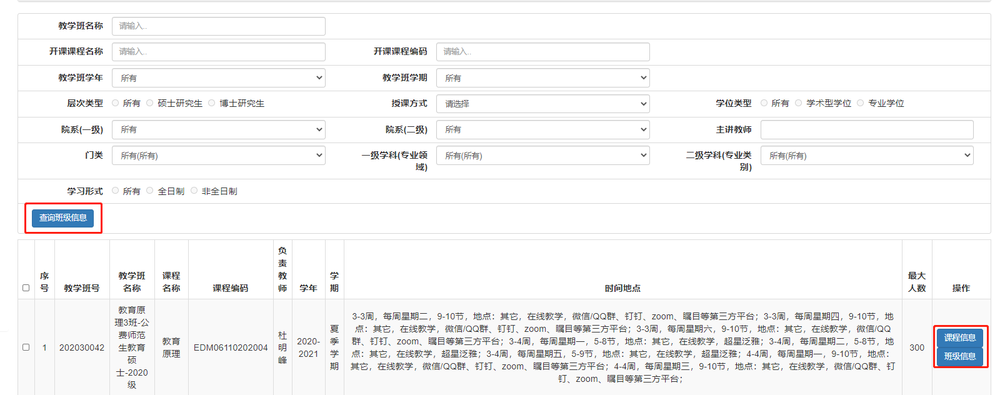 教学班名称 请输入..
开课课程名称 请输入.. 开课课程编码 请输入..
教学班学年 所有 教学班学期 所有
层次类型 所有 硕士研究生 博士研究生 授课方式 请选择 学位类型 所有 学术型学位 专业学位
院系(一级) 所有 院系(二级) 所有 主讲教师
门类 所有(所有) 一级学科(专业领域) 所有(所有) 二级学科(专业类别) 所有(所有)
学习形式 所有 全日制 非全日制
查询班级信息
序号 教学班号 教学班名称 课程名称 课程编码 负责教师 学年 学期 时间地点 最大人数 操作
1
202030042
教育原
理3班-公
费师范
生教育
硕
士-2020
级
教育
原理
EDM06110202004
杜
明
峰
2020-
2021
夏
季
学
期
3-3周，每周星期二，9-10节，地点：其它，在线教学，微信/QQ群、钉钉、zoom、瞩目等第三方平台；3-3周，每周星期四，9-10节，地
点：其它，在线教学，微信/QQ群、钉钉、zoom、瞩目等第三方平台；3-3周，每周星期六，9-10节，地点：其它，在线教学，微信/QQ
群、钉钉、zoom、瞩目等第三方平台；3-4周，每周星期一，5-8节，地点：其它，在线教学，超星泛雅；3-4周，每周星期二，5-8节，地
点：其它，在线教学，超星泛雅；3-4周，每周星期五，5-9节，地点：其它，在线教学，超星泛雅；4-4周，每周星期一，9-10节，地点：
其它，在线教学，微信/QQ群、钉钉、zoom、瞩目等第三方平台；4-4周，每周星期三，9-10节，地点：其它，在线教学，微信/QQ群、钉
钉、zoom、瞩目等第三方平台；
300
课程信息
班级信息